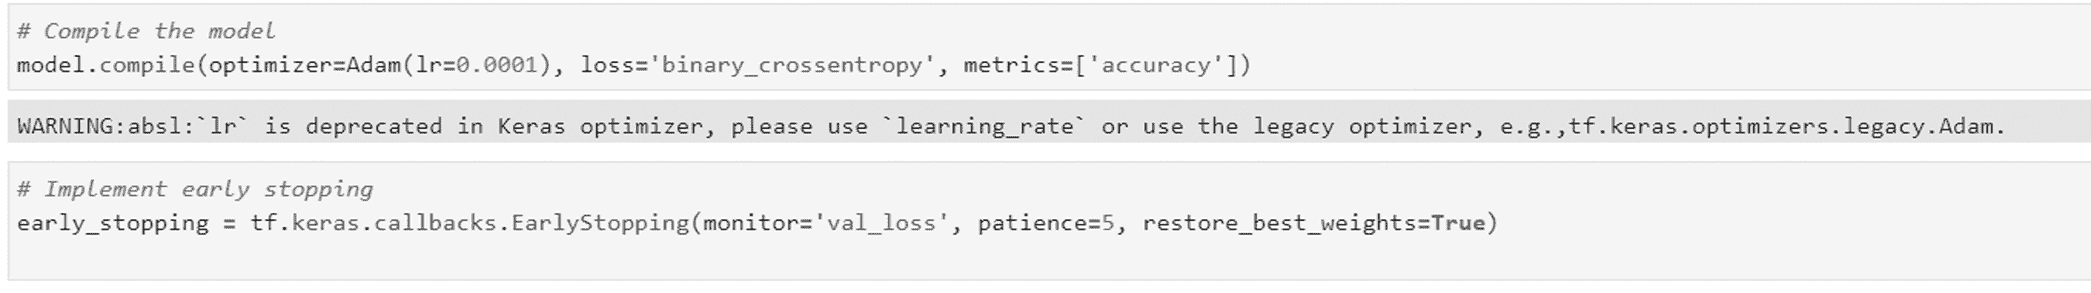 # Compile the model
model.compile(optimizer=Adam(lr=0.0001), loss='binary_crossentropy', metrics=['accuracy'])
WARNING:absl:`lr` is deprecated in Keras optimizer, please use `learning_rate` or use the legacy optimizer, e.g.,tf.keras.optimizers.legacy.Adam.
# Implement early stopping
early_stopping = tf.keras.callbacks.EarlyStopping(monitor='val_loss', patience=5, restore_best_weights=True)